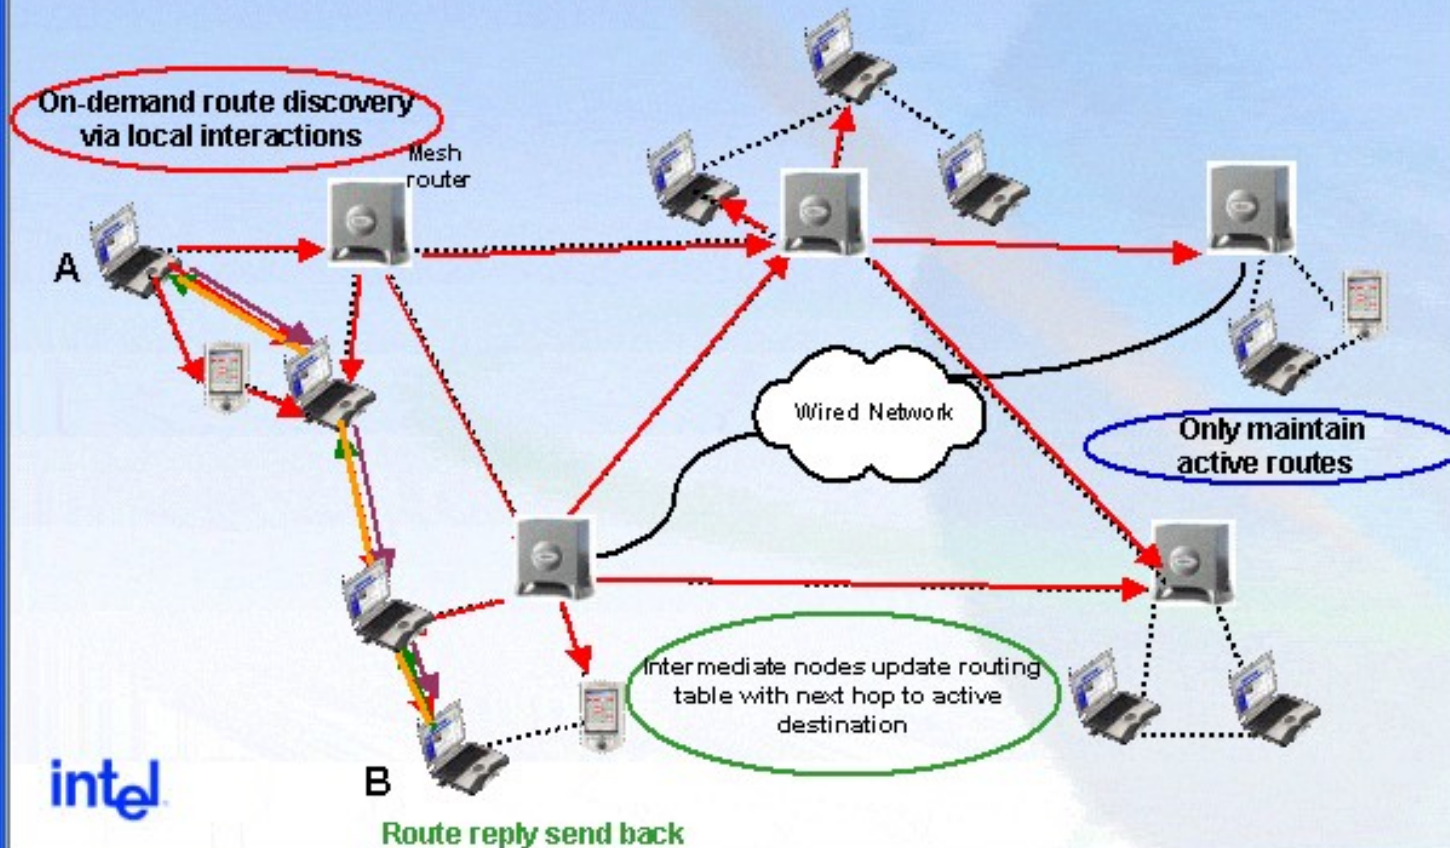 On-demand route discovery
via local interactions
Mesh
router
A
Wired Network
Only maintain
active routes
Intermediate nodes update routing
table with next hop to active
destination
B
intel
Route reply send back